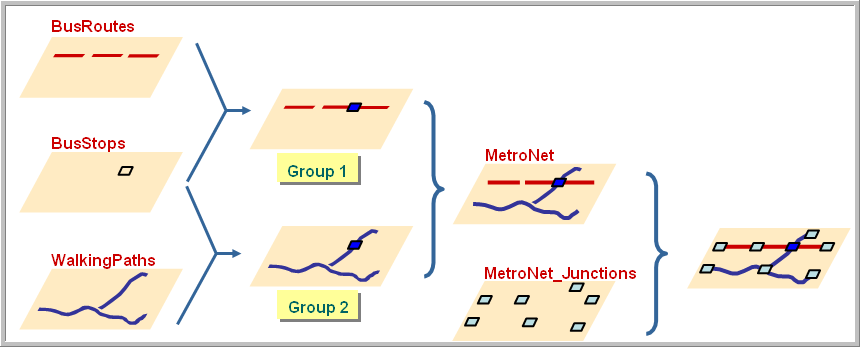 BusRoutes
BusStops
WalkingPaths
Group 1
Group 2
MetroNet
MetroNet_Junctions